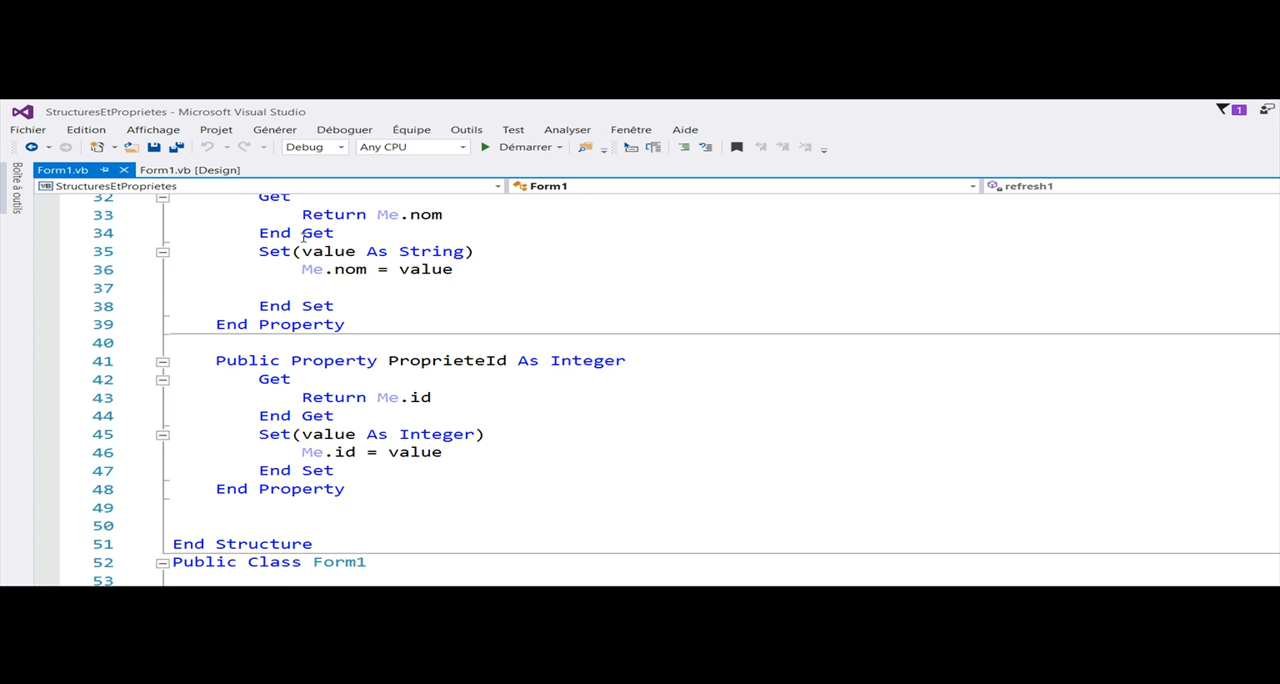 StructuresEtProprietes - Microsoft Visual Studio
1
Fichier Edition Affichage Projet Générer Déboguer Équipe Outils Test Analyser Fenêtre Aide
Debug Any CPU Démarrer
Boîte à outils
Form1.vb Form1.vb [Design]
StructuresEtProprietes Form1 refresh1
32 Get
33 Return Me.nom
34 End Get
35 Set(value As String)
36 Me.nom = value
37
38 End Set
39 End Property
40
41 Public Property ProprieteId As Integer
42 Get
43 Return Me.id
44 End Get
45 Set(value As Integer)
46 Me.id = value
47 End Set
48 End Property
49
50
51 End Structure
52 Public Class Form1
53